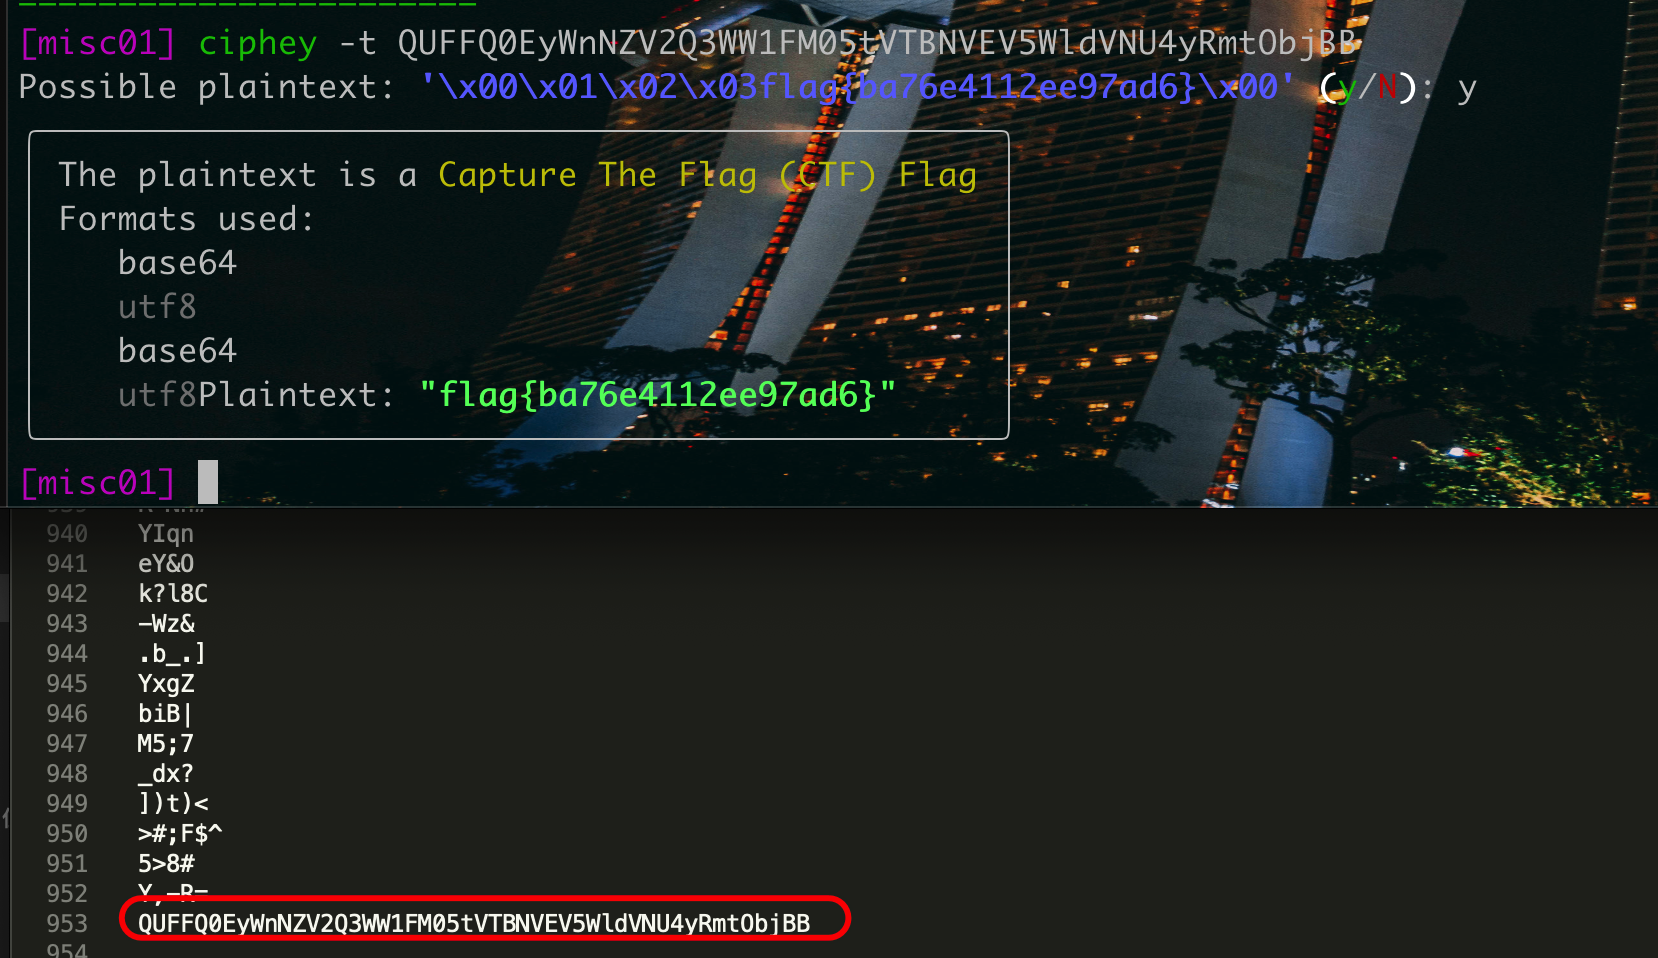 [misc01] ciphey -t QUFFQ0EyWnNZV2Q3WW1FM05tVTBNVEV5WldVNU4yRmtObjBB
Possible plaintext: '\x00\x01\x02\x03flag{ba76e4112ee97ad6}\x00' (y/N): y
The plaintext is a Capture The Flag (CTF) Flag
Formats used:
base64
utf8
base64
utf8Plaintext: "flag{ba76e4112ee97ad6}"
[misc01]
940 YIqn
941 eY&O
942 k?l8C
943 —Wz&
944 .b_.]
945 YxgZ
946 biB|
947 M5;7
948 _dx?
949 ])t)<
950 >#;F$^
951 5>8#
952 Y,—R=
953 QUFFQ0EyWnNZV2Q3WW1FM05tVTBNVEV5WldVNU4yRmtObjBB
954